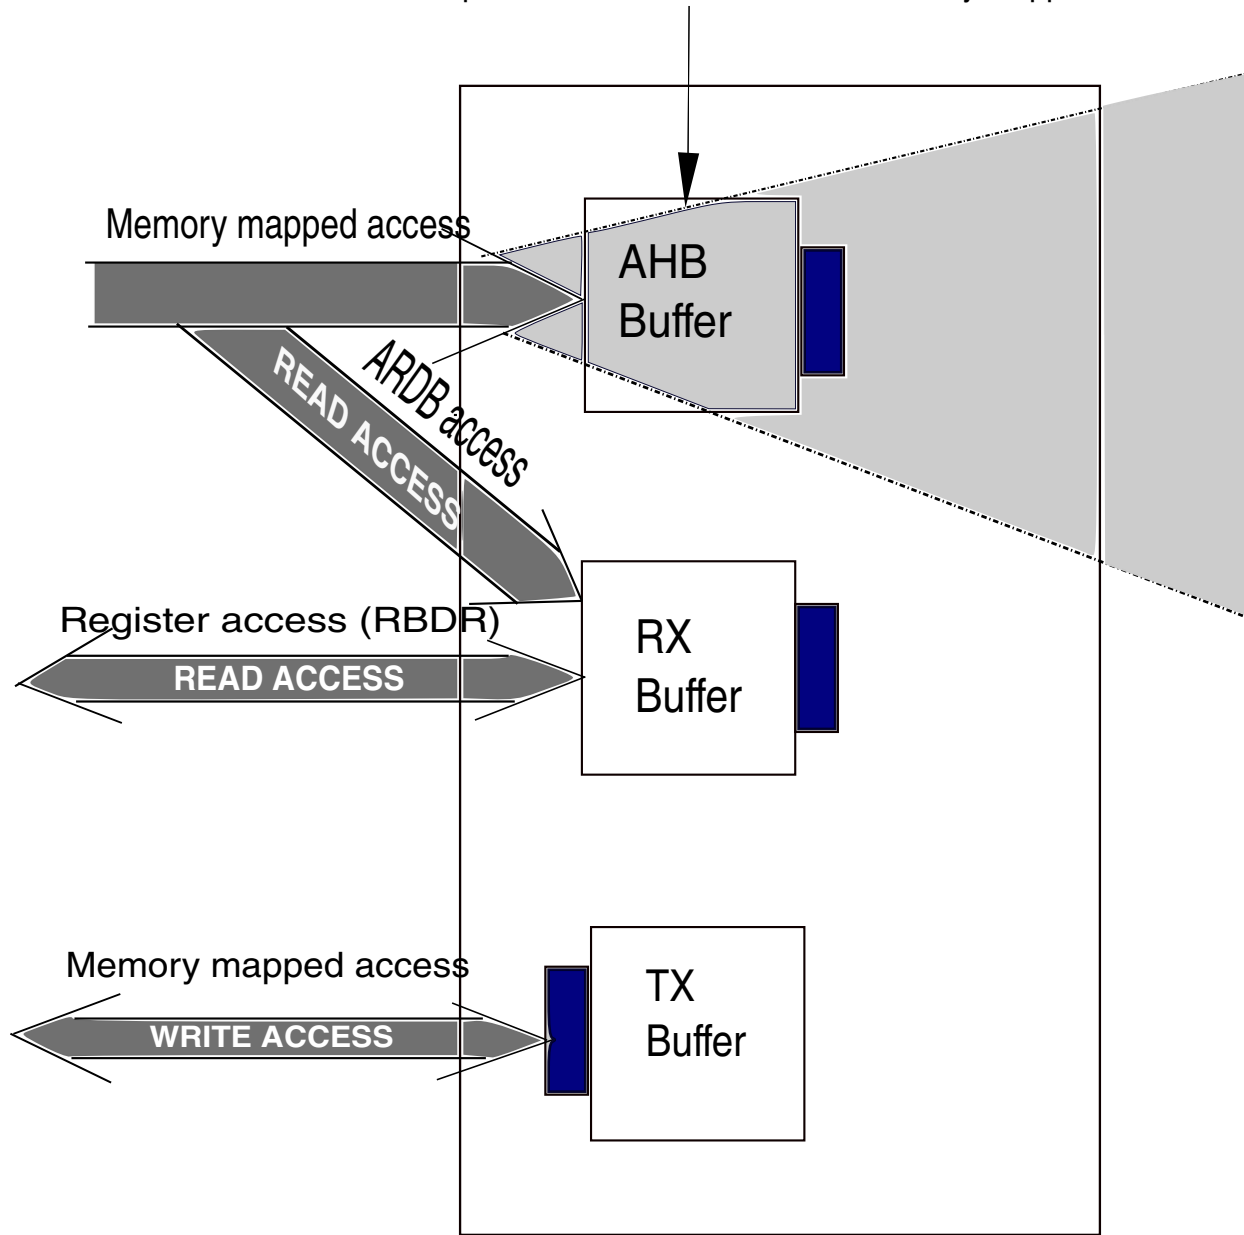 Memory mapped access
AHB
Buffer
READ ACCESS
ARDB access
Register access (RBDR)
READ ACCESS
RX
Buffer
Memory mapped access
WRITE ACCESS
TX
Buffer